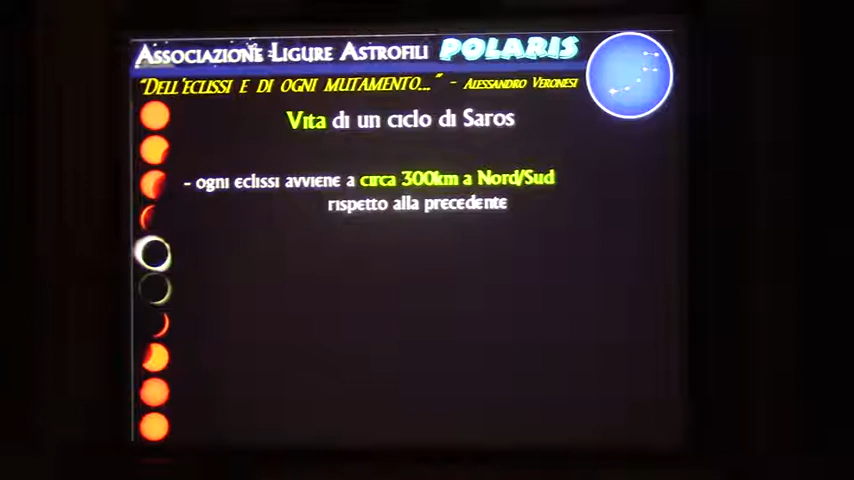 Associazione Ligure Astrofili POLARIS
"Dell'eclissi e di ogni mutamento..." - Alessandro Veronesi
Vita di un ciclo di Saros
- ogni eclissi avviene a circa 300km a Nord/Sud
rispetto alla precedente